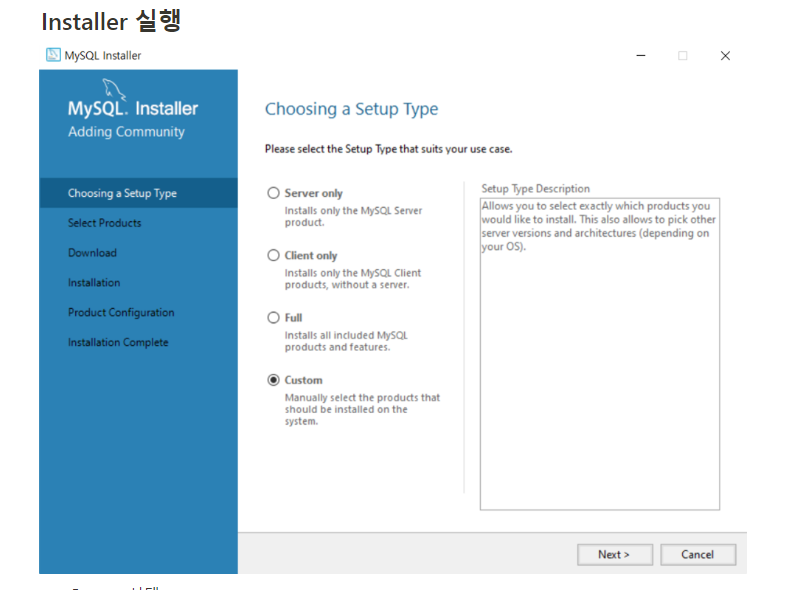 Installer 실행
MySQL Installer
MySQL. Installer
Adding Community
Choosing a Setup Type
Select Products
Download
Installation
Product Configuration
Installation Complete
Choosing a Setup Type
Please select the Setup Type that suits your use case.
Server only
Installs only the MySQL Server
product.
Client only
Installs only the MySQL Client
products, without a server.
Full
Installs all included MySQL
products and features.
Custom
Manually select the products that
should be installed on the
system.
Setup Type Description
Allows you to select exactly which products you
would like to install. This also allows to pick other
server versions and architectures (depending on
your OS).
Next >
Cancel